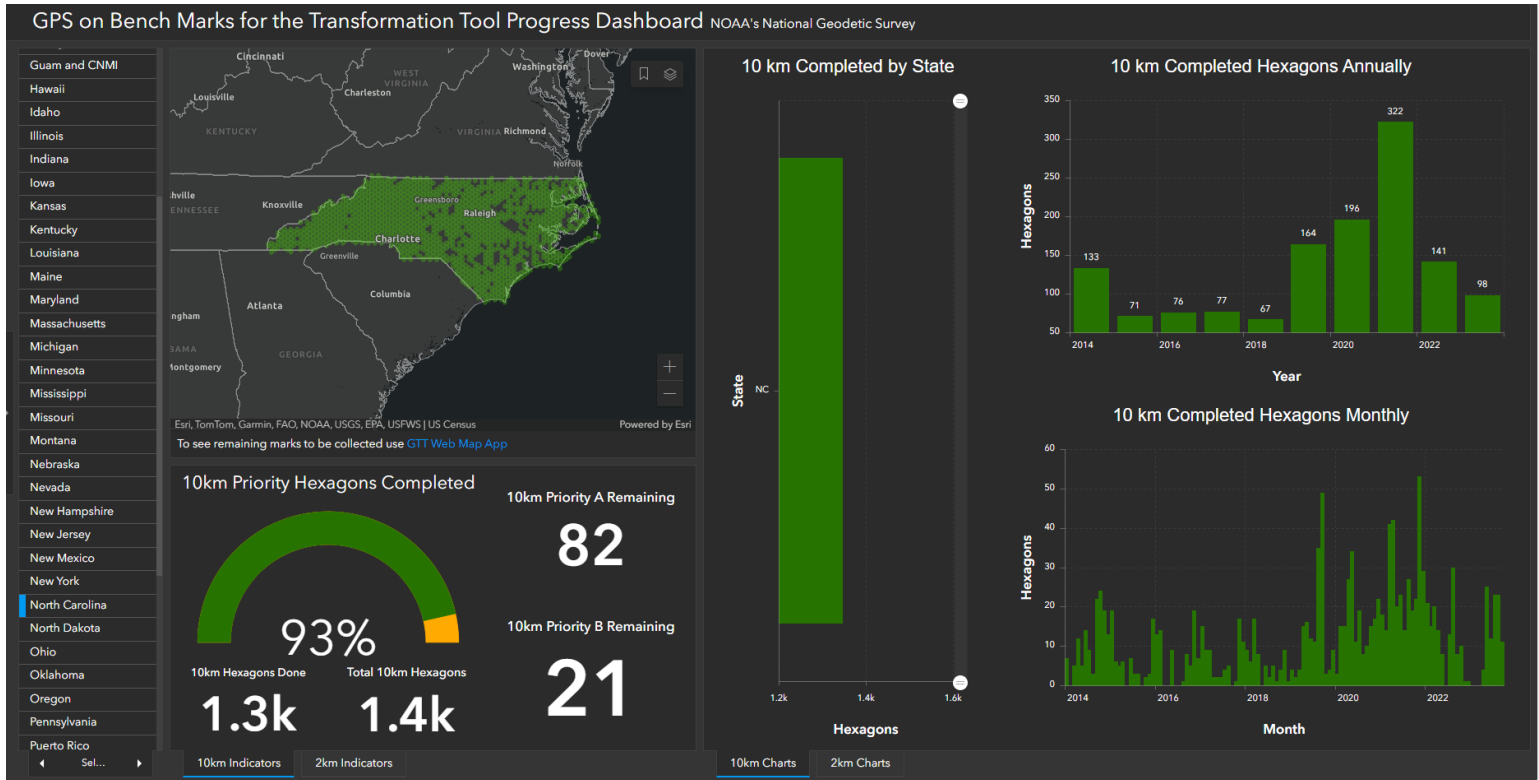 GPS on Bench Marks for the Transformation Tool Progress Dashboard NOAA's National Geodetic Survey
Guam and CNMI
Hawaii
Idaho
Illinois
Indiana
Iowa
Kansas
Kentucky
Louisiana
Maine
Maryland
Massachusetts
Michigan
Minnesota
Mississippi
Missouri
Montana
Nebraska
Nevada
New Hampshire
New Jersey
New Mexico
New York
North Carolina
North Dakota
Ohio
Oklahoma
Oregon
Pennsylvania
Puerto Rico
Sel...
Cincinnati
Dover
WEST
VIRGINIA
Washington
Charleston
Louisville
KENTUCKY
VIRGINIA Richmond
Norfolk
hville
ENNESSEE
Knoxville
Greensboro
Raleigh
Charlotte
Greenville
Columbia
Atlanta
ngham
BAMA
GEORGIA
Montgomery
Esri, TomTom, Garmin, FAO, NOAA, USGS, EPA, USFWS | US Census
Powered by Esri
To see remaining marks to be collected use GTT Web Map App
10km Priority Hexagons Completed
93%
10km Hexagons Done
1.3k
Total 10km Hexagons
1.4k
10km Priority A Remaining
82
10km Priority B Remaining
21
10km Indicators
2km Indicators
10 km Completed by State
State
NC
1.2k 1.4k 1.6k
Hexagons
10km Charts
2km Charts
10 km Completed Hexagons Annually
Hexagons
350
300
250
200
150
100
50
133
71
76
77
67
164
196
322
141
98
2014 2016 2018 2020 2022
Year
10 km Completed Hexagons Monthly
Hexagons
60
50
40
30
20
10
0
2014 2016 2018 2020 2022
Month